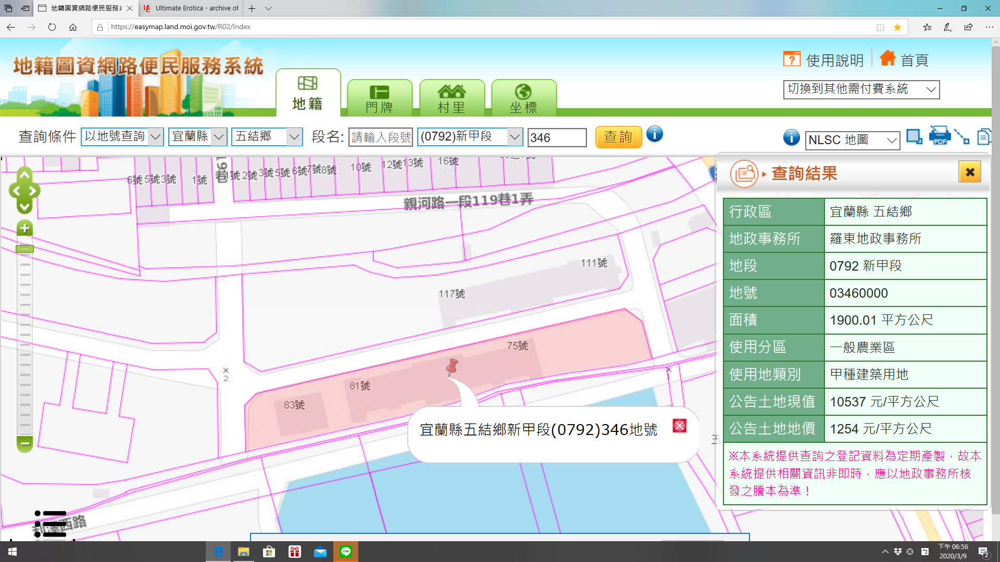 地籍圖資網路便民服務系
Ultimate Erotica - archive of
https://easymap.land.moi.gov.tw/R02/Index
地籍圖資網路便民服務系統
地籍
門牌
村里
坐標
使用說明
首頁
切換到其他需付費系統
查詢條件
以地號查詢
宜蘭縣
五結鄉
段名:
請輸入段號
(0792)新甲段
346
查詢
NLSC 地圖
PDF
6號
5號
3號
1號
2號
3號
5號
6號
7號
8號
10號
12號
13號
16號
親河路一段119巷1弄
111號
117號
75號
81號
83號
2
1
宜蘭縣五結鄉新甲段(0792)346地號
利澤西路
五
查詢結果
行政區 宜蘭縣 五結鄉
地政事務所 羅東地政事務所
地段 0792 新甲段
地號 03460000
面積 1900.01 平方公尺
使用分區 一般農業區
使用地類別 甲種建築用地
公告土地現值 10537 元/平方公尺
公告土地地價 1254 元/平方公尺
※本系統提供查詢之登記資料為定期產製，故本
系統提供相關資訊非即時，應以地政事務所核
發之謄本為準！
LINE
下午 06:56
2020/3/9
2